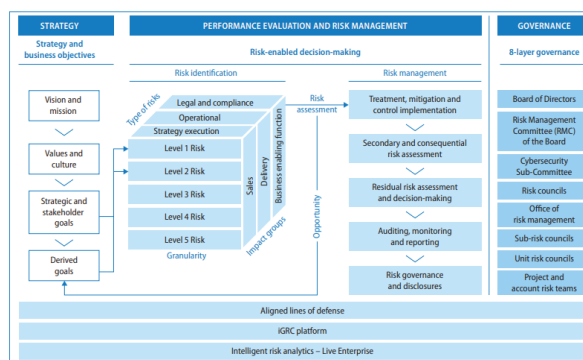 STRATEGY
Strategy and
business objectives
Vision and
mission
Values and
culture
Strategic and
stakeholder
goals
Derived
goals
PERFORMANCE EVALUATION AND RISK MANAGEMENT
Risk-enabled decision-making
Risk identification
Type of risks
Legal and compliance
Operational
Strategy execution
Level 1 Risk
Level 2 Risk
Level 3 Risk
Level 4 Risk
Level 5 Risk
Granularity
Sales
Delivery
Business enabling function
Impact groups
Risk
assessment
Opportunity
Risk management
Treatment, mitigation and
control implementation
Secondary and consequential
risk assessment
Residual risk assessment
and decision-making
Auditing, monitoring
and reporting
Risk governance
and disclosures
GOVERNANCE
8-layer governance
Board of Directors
Risk Management
Committee (RMC) of
the Board
Cybersecurity
Sub-Committee
Risk councils
Office of
risk management
Sub-risk councils
Unit risk councils
Project and
account risk teams
Aligned lines of defense
iGRC platform
Intelligent risk analytics – Live Enterprise